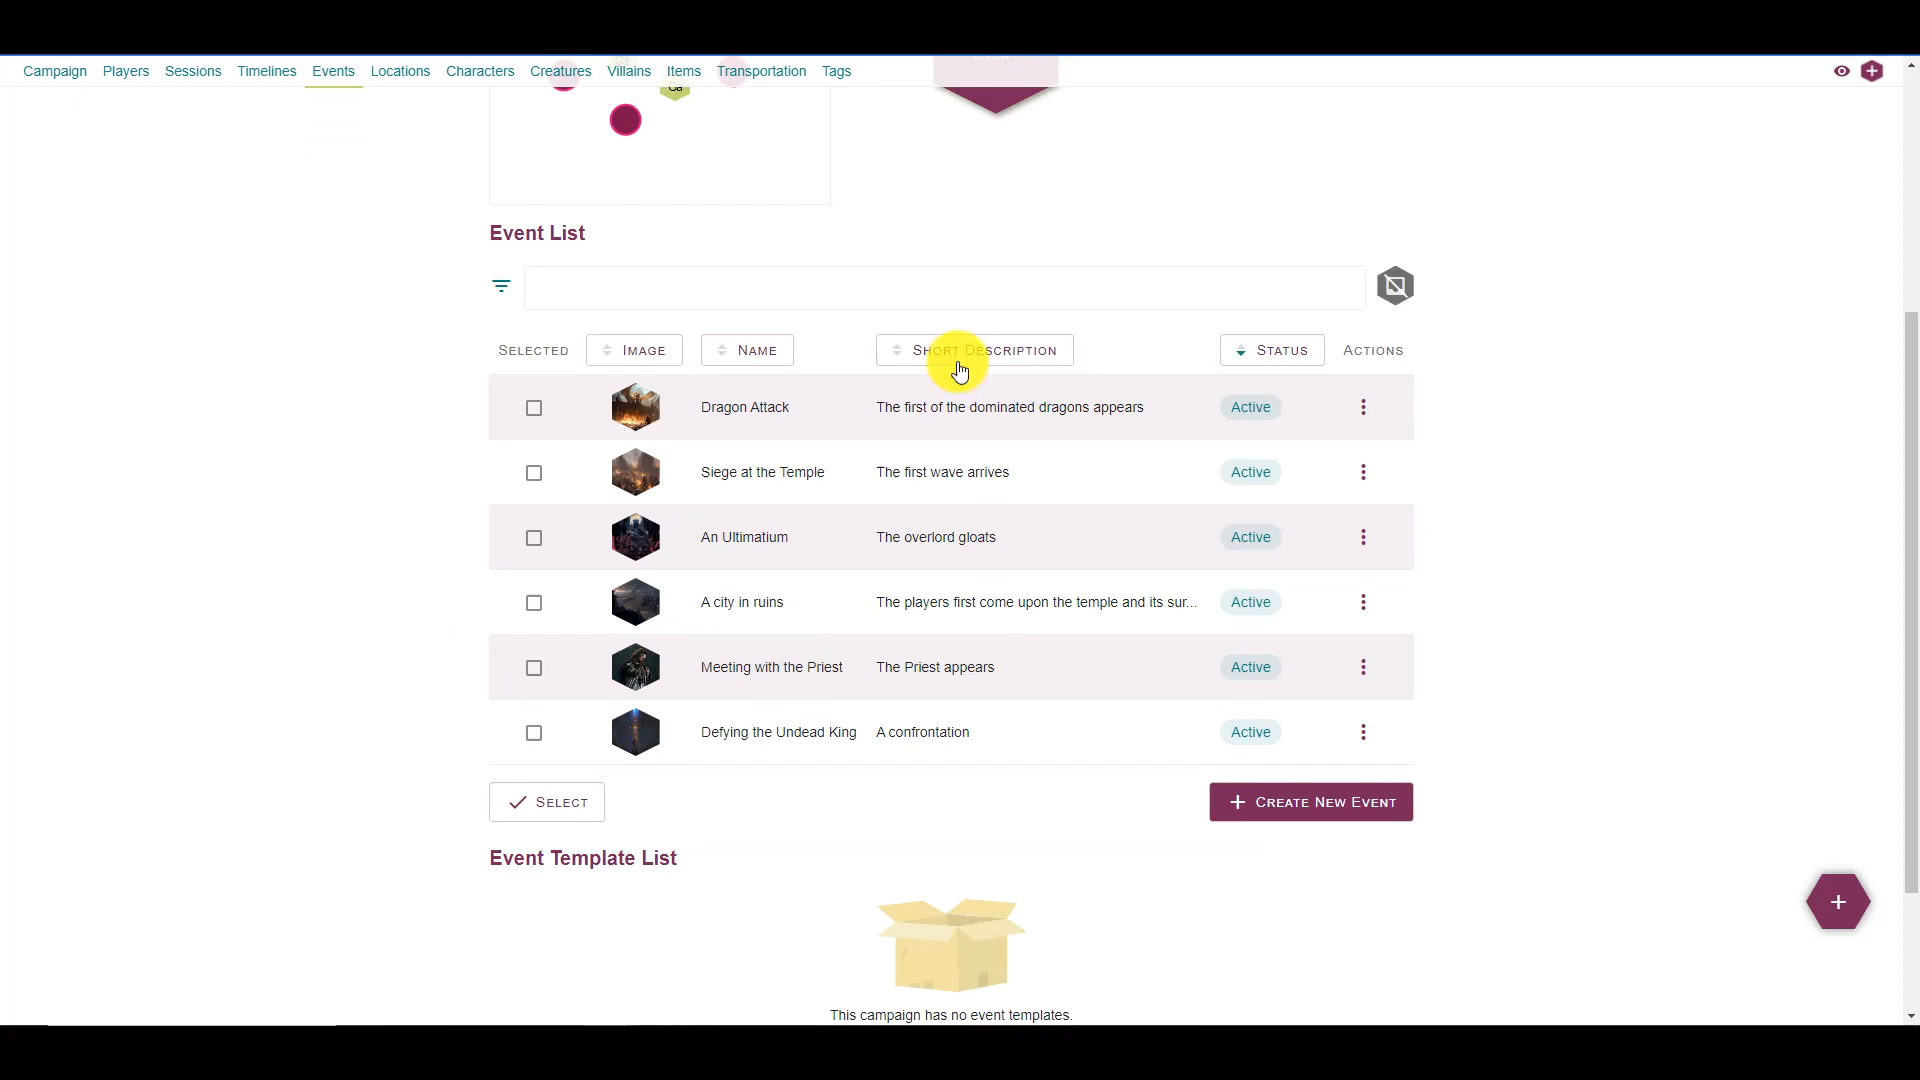 Campaign Players Sessions Timelines Events Locations Characters Creatures Villains Items Transportation Tags
Ca
Event List
SELECTED IMAGE NAME SHORT DESCRIPTION STATUS ACTIONS
Dragon Attack The first of the dominated dragons appears Active
Siege at the Temple The first wave arrives Active
An Ultimatium The overlord gloats Active
A city in ruins The players first come upon the temple and its sur... Active
Meeting with the Priest The Priest appears Active
Defying the Undead King A confrontation Active
SELECT + CREATE NEW EVENT
Event Template List
+
This campaign has no event templates.